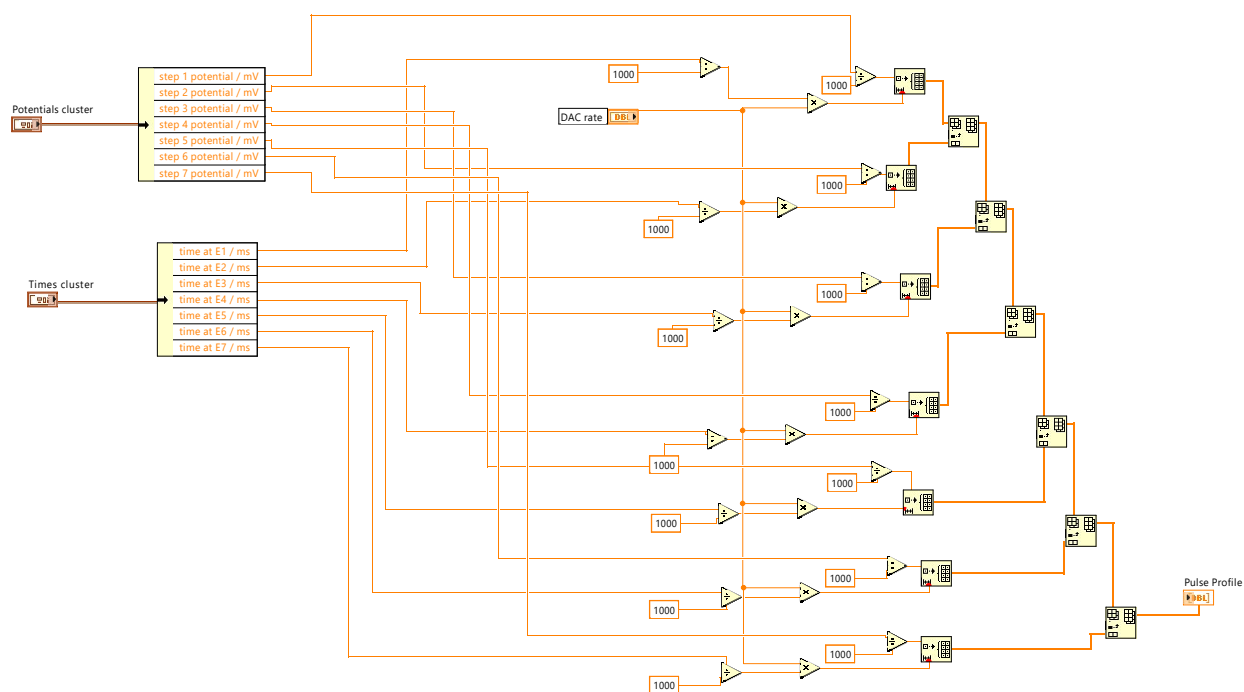 Potentials cluster
step 1 potential / mV
step 2 potential / mV
step 3 potential / mV
step 4 potential / mV
step 5 potential / mV
step 6 potential / mV
step 7 potential / mV
Times cluster
time at E1 / ms
time at E2 / ms
time at E3 / ms
time at E4 / ms
time at E5 / ms
time at E6 / ms
time at E7 / ms
1000
1000
DAC rate
DBL
1000
1000
1000
1000
1000
1000
1000
1000
1000
1000
1000
1000
Pulse Profile
DBL